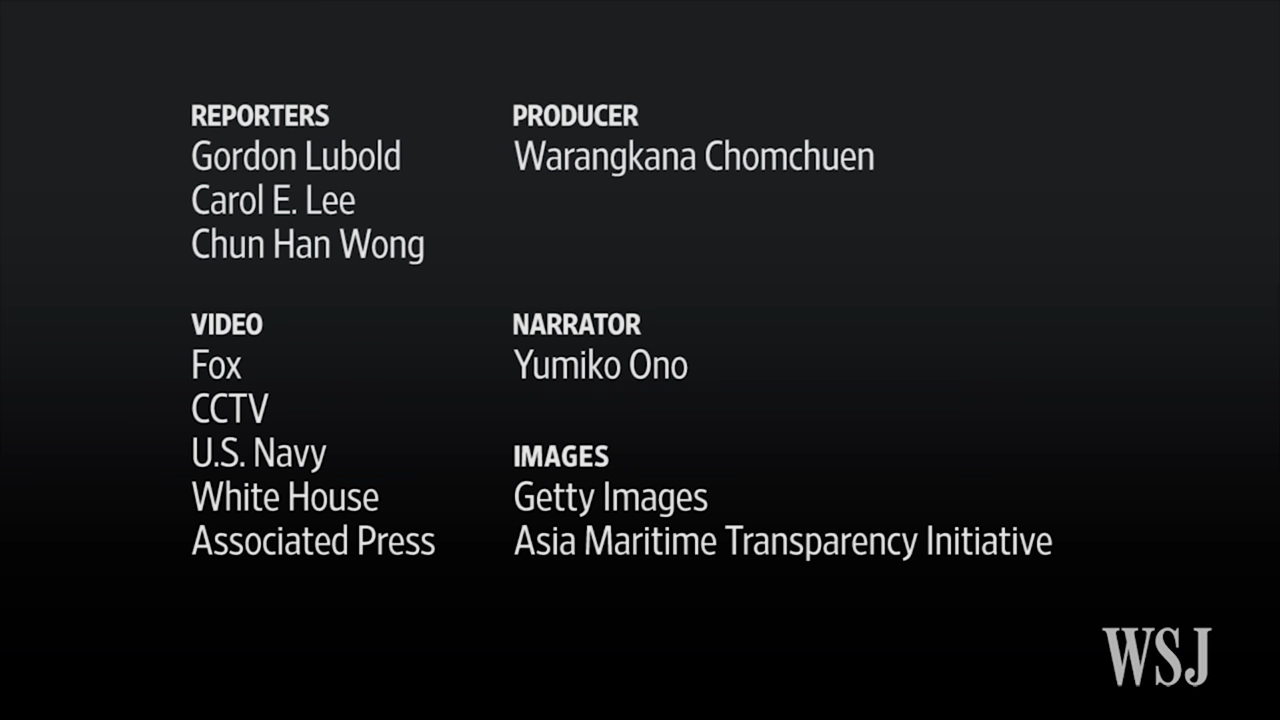 REPORTERS
Gordon Lubold
Carol E. Lee
Chun Han Wong
PRODUCER
Warangkana Chomchuen
VIDEO
Fox
CCTV
U.S. Navy
White House
Associated Press
NARRATOR
Yumiko Ono
IMAGES
Getty Images
Asia Maritime Transparency Initiative
WSJ